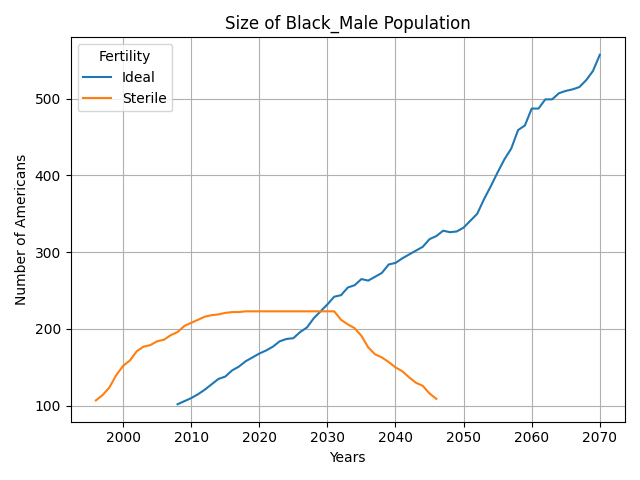 Size of Black_Male Population
Fertility
Ideal
Sterile
Number of Americans
500
400
300
200
100
2000 2010 2020 2030 2040 2050 2060 2070
Years